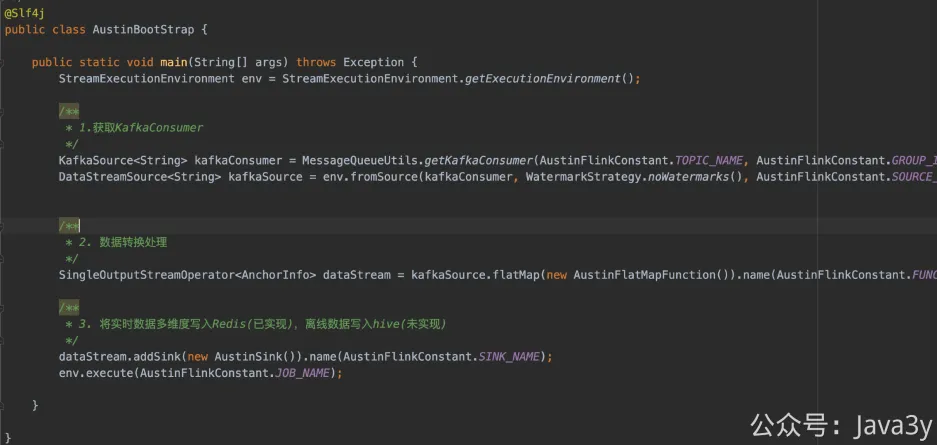 @Slf4j
public class AustinBootStrap {
public static void main(String[] args) throws Exception {
StreamExecutionEnvironment env = StreamExecutionEnvironment.getExecutionEnvironment();
/**
* 1.获取KafkaConsumer
*/
KafkaSource<String> kafkaConsumer = MessageQueueUtils.getKafkaConsumer(AustinFlinkConstant.TOPIC_NAME, AustinFlinkConstant.GROUP_I
DataStreamSource<String> kafkaSource = env.fromSource(kafkaConsumer, WatermarkStrategy.noWatermarks(), AustinFlinkConstant.SOURCE_
/**
* 2. 数据转换处理
*/
SingleOutputStreamOperator<AnchorInfo> dataStream = kafkaSource.flatMap(new AustinFlatMapFunction()).name(AustinFlinkConstant.FUNC
/**
* 3. 将实时数据多维度写入Redis(已实现)，离线数据写入hive(未实现)
*/
dataStream.addSink(new AustinSink()).name(AustinFlinkConstant.SINK_NAME);
env.execute(AustinFlinkConstant.JOB_NAME);
}
}
公众号：Java3y